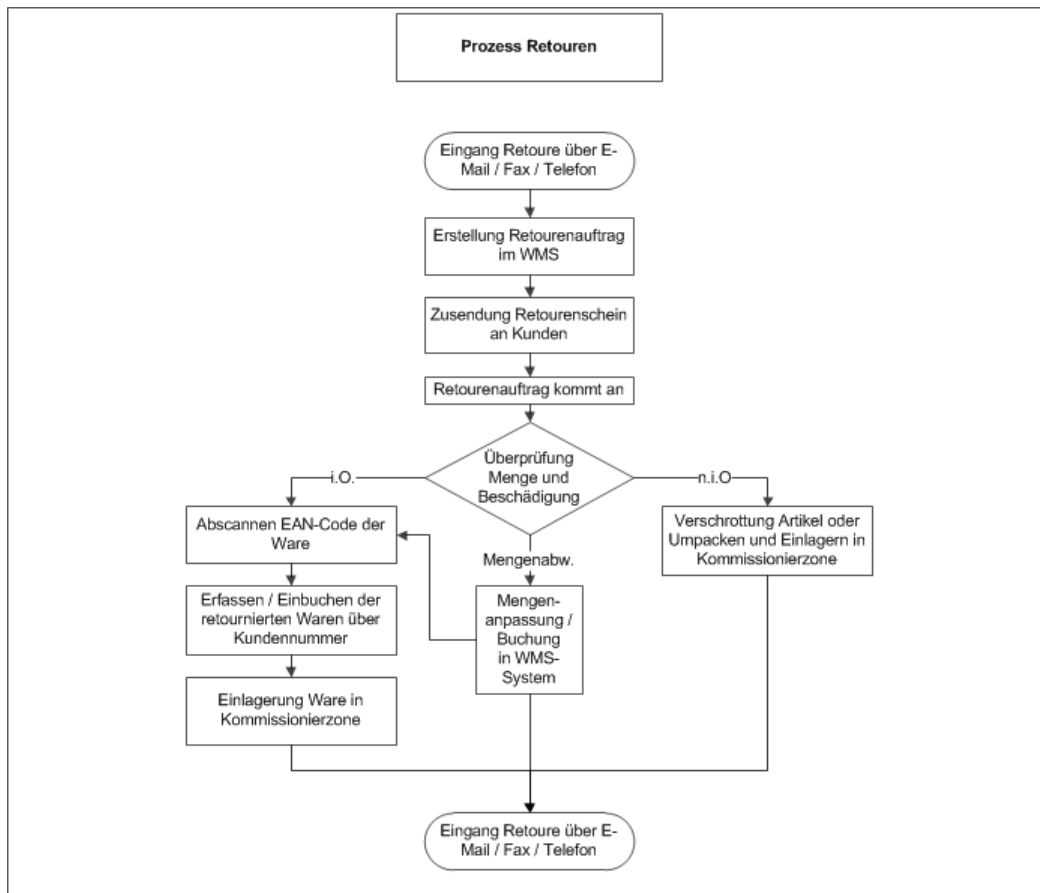 Prozess Retouren
Eingang Retoure über E-
Mail / Fax / Telefon
Erstellung Retourenauftrag
im WMS
Zusendung Retourenschein
an Kunden
Retourenauftrag kommt an
Überprüfung
Menge und
Beschädigung
i.O.
n.i.O
Mengenabw.
Abscannen EAN-Code der
Ware
Verschrottung Artikel oder
Umpacken und Einlagern in
Kommissionierzone
Erfassen / Einbuchen der
retournierten Waren über
Kundennummer
Mengen-
anpassung /
Buchung
in WMS-
System
Einlagerung Ware in
Kommissionierzone
Eingang Retoure über E-
Mail / Fax / Telefon